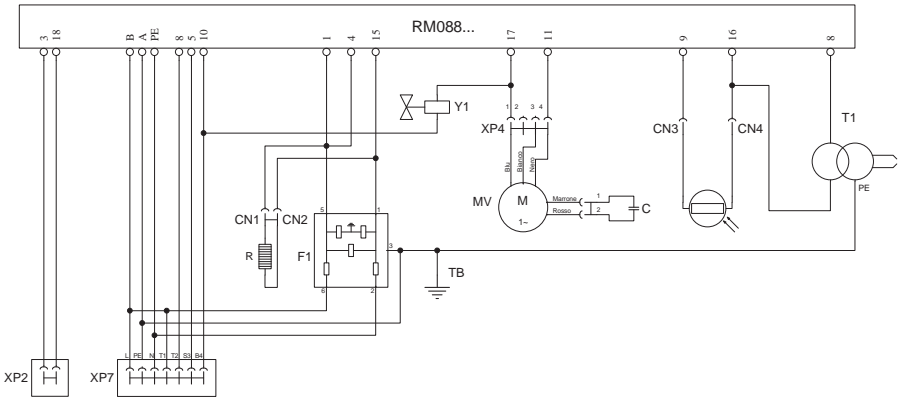 RM088...
3 18 B A PE 8 5 10 1 4 15 17 11 9 16 8
Y1
1 2 3 4
T1
XP4 CN3 CN4
Blu Bianco Nero
PE
MV M 1~
Marrone 1
Rosso 2
C
CN1 CN2
5 1
R F1 3
TB
6 2
L PE N T1 T2 S3 B4
XP2 XP7